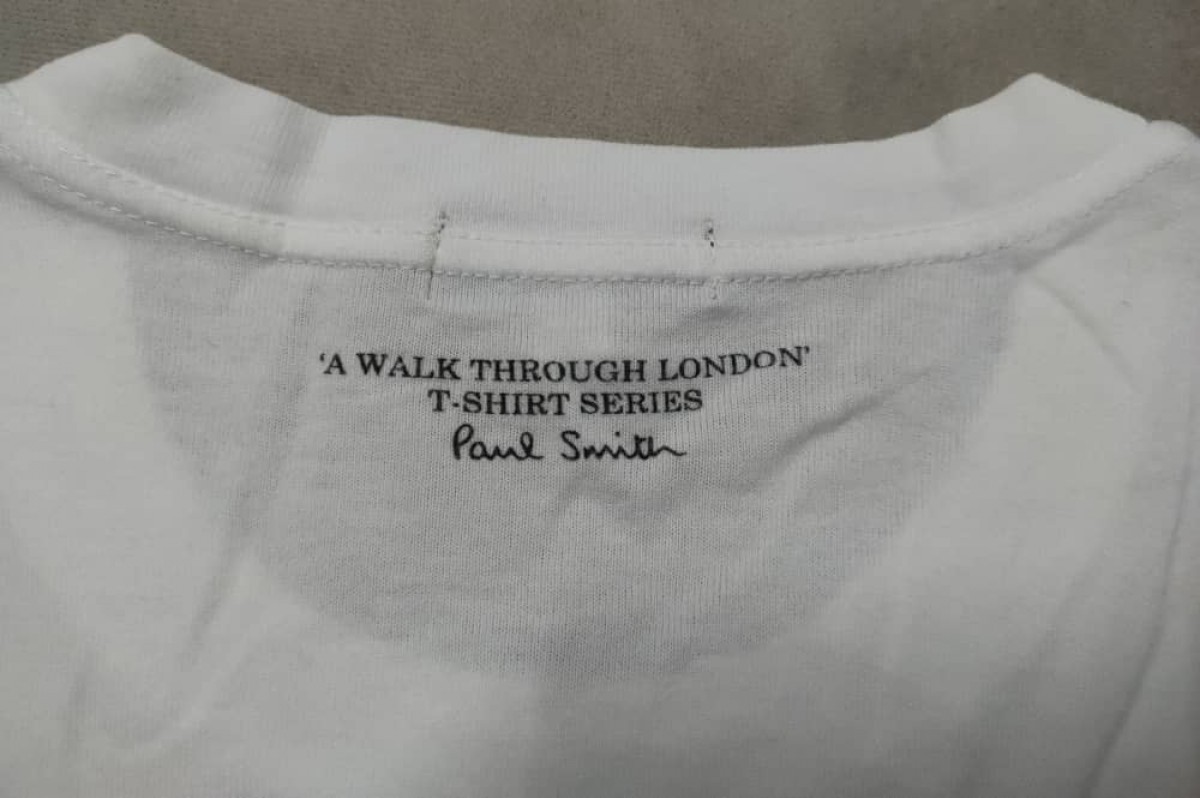 ‘A WALK THROUGH LONDON’
T-SHIRT SERIES
Paul Smith